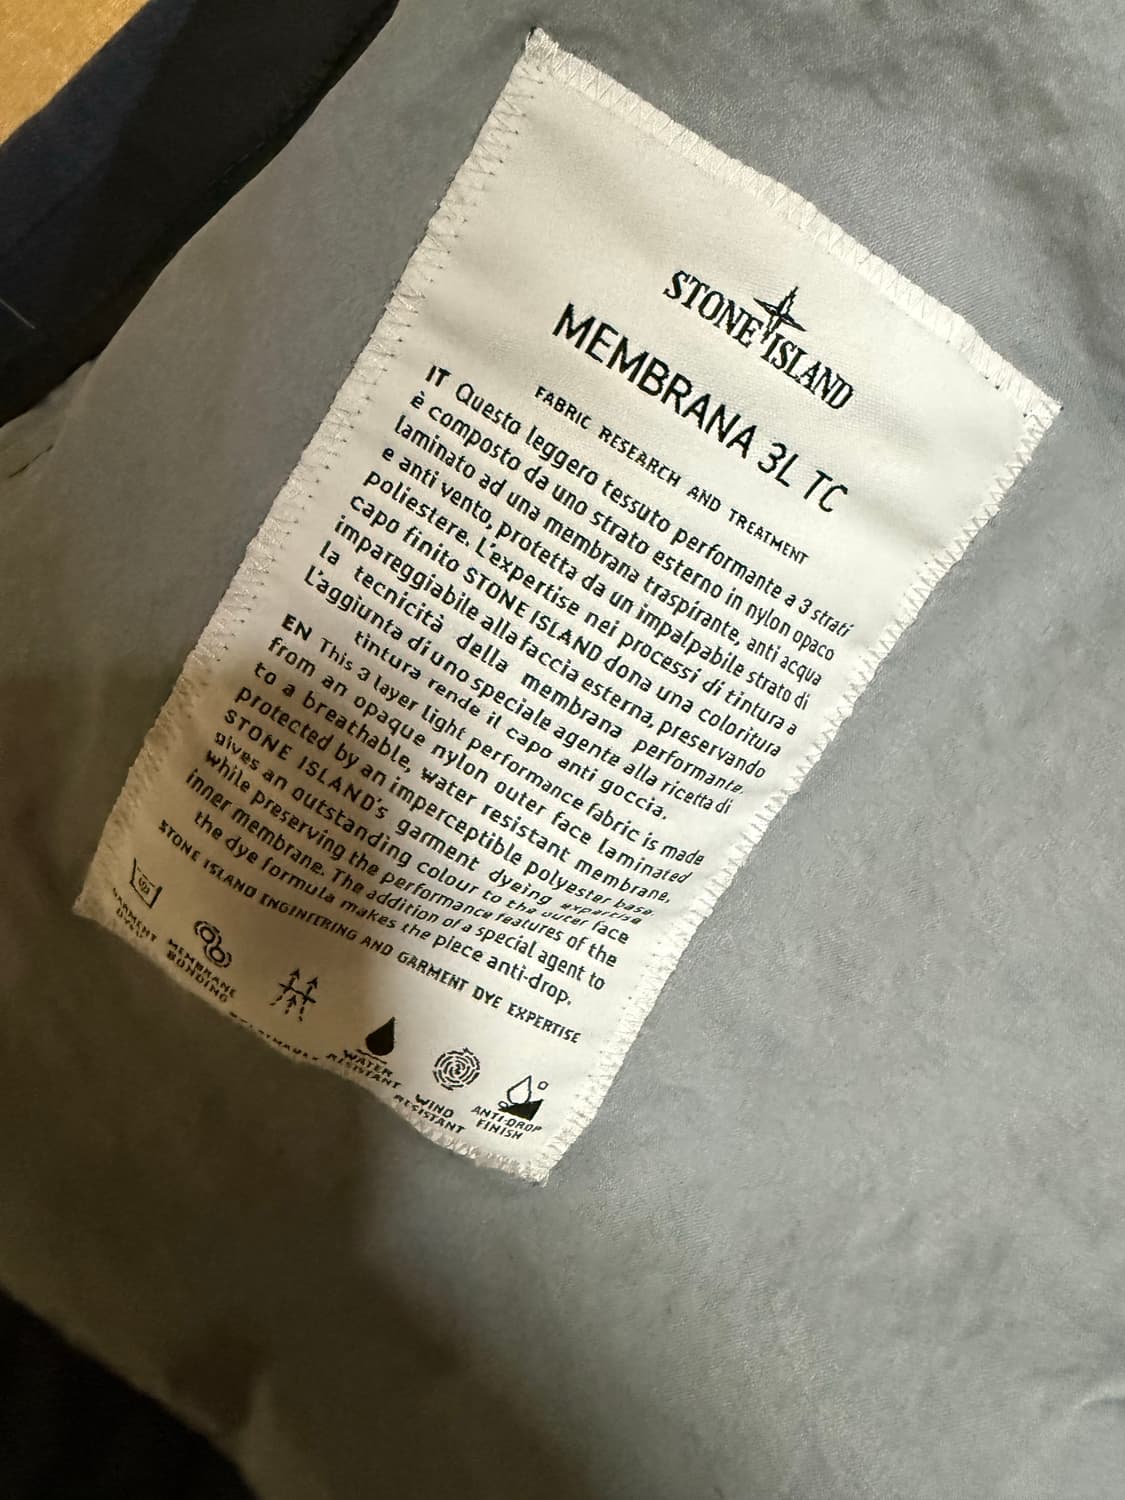 STONE ISLAND
MEMBRANA 3L TC
FABRIC RESEARCH AND TREATMENT
IT Questo leggero tessuto performante a 3 strati
è composto da uno strato esterno in nylon opaco
laminato ad una membrana traspirante, anti acqua
e anti vento, protetta da un impalpabile strato di
poliestere. L'expertise nei processi di tintura a
capo finito STONE ISLAND dona una coloritura
impareggiabile alla faccia esterna, preservando
la tecnicità della membrana performante.
L'aggiunta di uno speciale agente alla ricetta di
tintura rende il capo anti goccia.
EN This 3 layer light performance fabric is made
from an opaque nylon outer face laminated
to a breathable, water resistant membrane,
protected by an imperceptible polyester base.
STONE ISLAND's garment dyeing expertise
gives an outstanding colour to the outer face
while preserving the performance features of the
inner membrane. The addition of a special agent to
the dye formula makes the piece anti-drop.
STONE ISLAND ENGINEERING AND GARMENT DYE EXPERTISE
GARMENT
MEMBRANE
BONDING
WATER
RESISTANT
WIND
RESISTANT
ANTI-DROP
FINISH